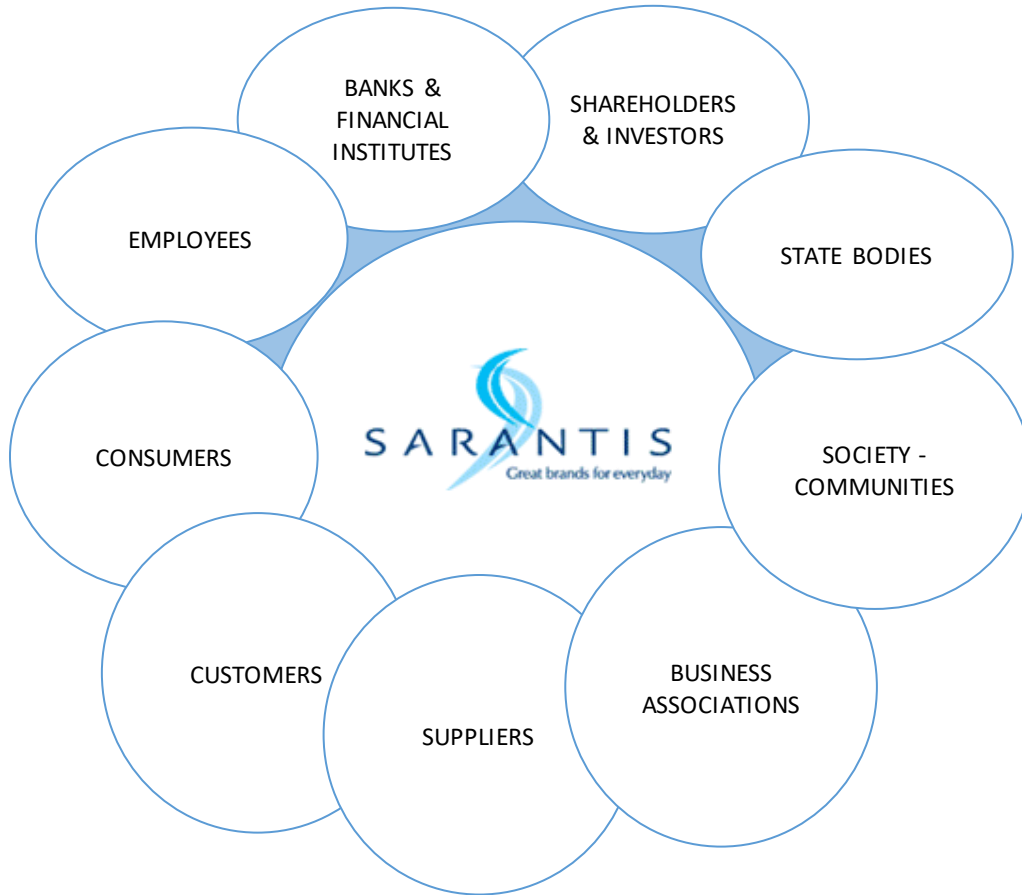 BANKS &
FINANCIAL
INSTITUTES
SHAREHOLDERS
& INVESTORS
EMPLOYEES
STATE BODIES
SARANTIS
Great brands for everyday
CONSUMERS
SOCIETY -
COMMUNITIES
CUSTOMERS
BUSINESS
ASSOCIATIONS
SUPPLIERS